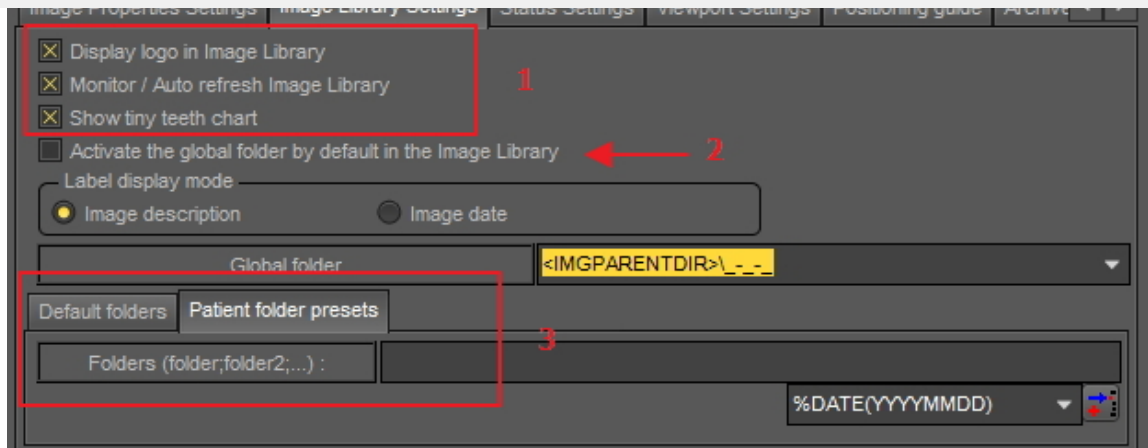 Image Properties Settings Image Library Settings Status Settings Viewport Settings Positioning guide Archive
Display logo in Image Library
Monitor / Auto refresh Image Library
1
Show tiny teeth chart
Activate the global folder by default in the Image Library
2
Label display mode
Image description Image date
Global folder <IMGPARENTDIR>\_-_-_
Default folders Patient folder presets
3
Folders (folder;folder2;...) :
%DATE(YYYYMMDD)